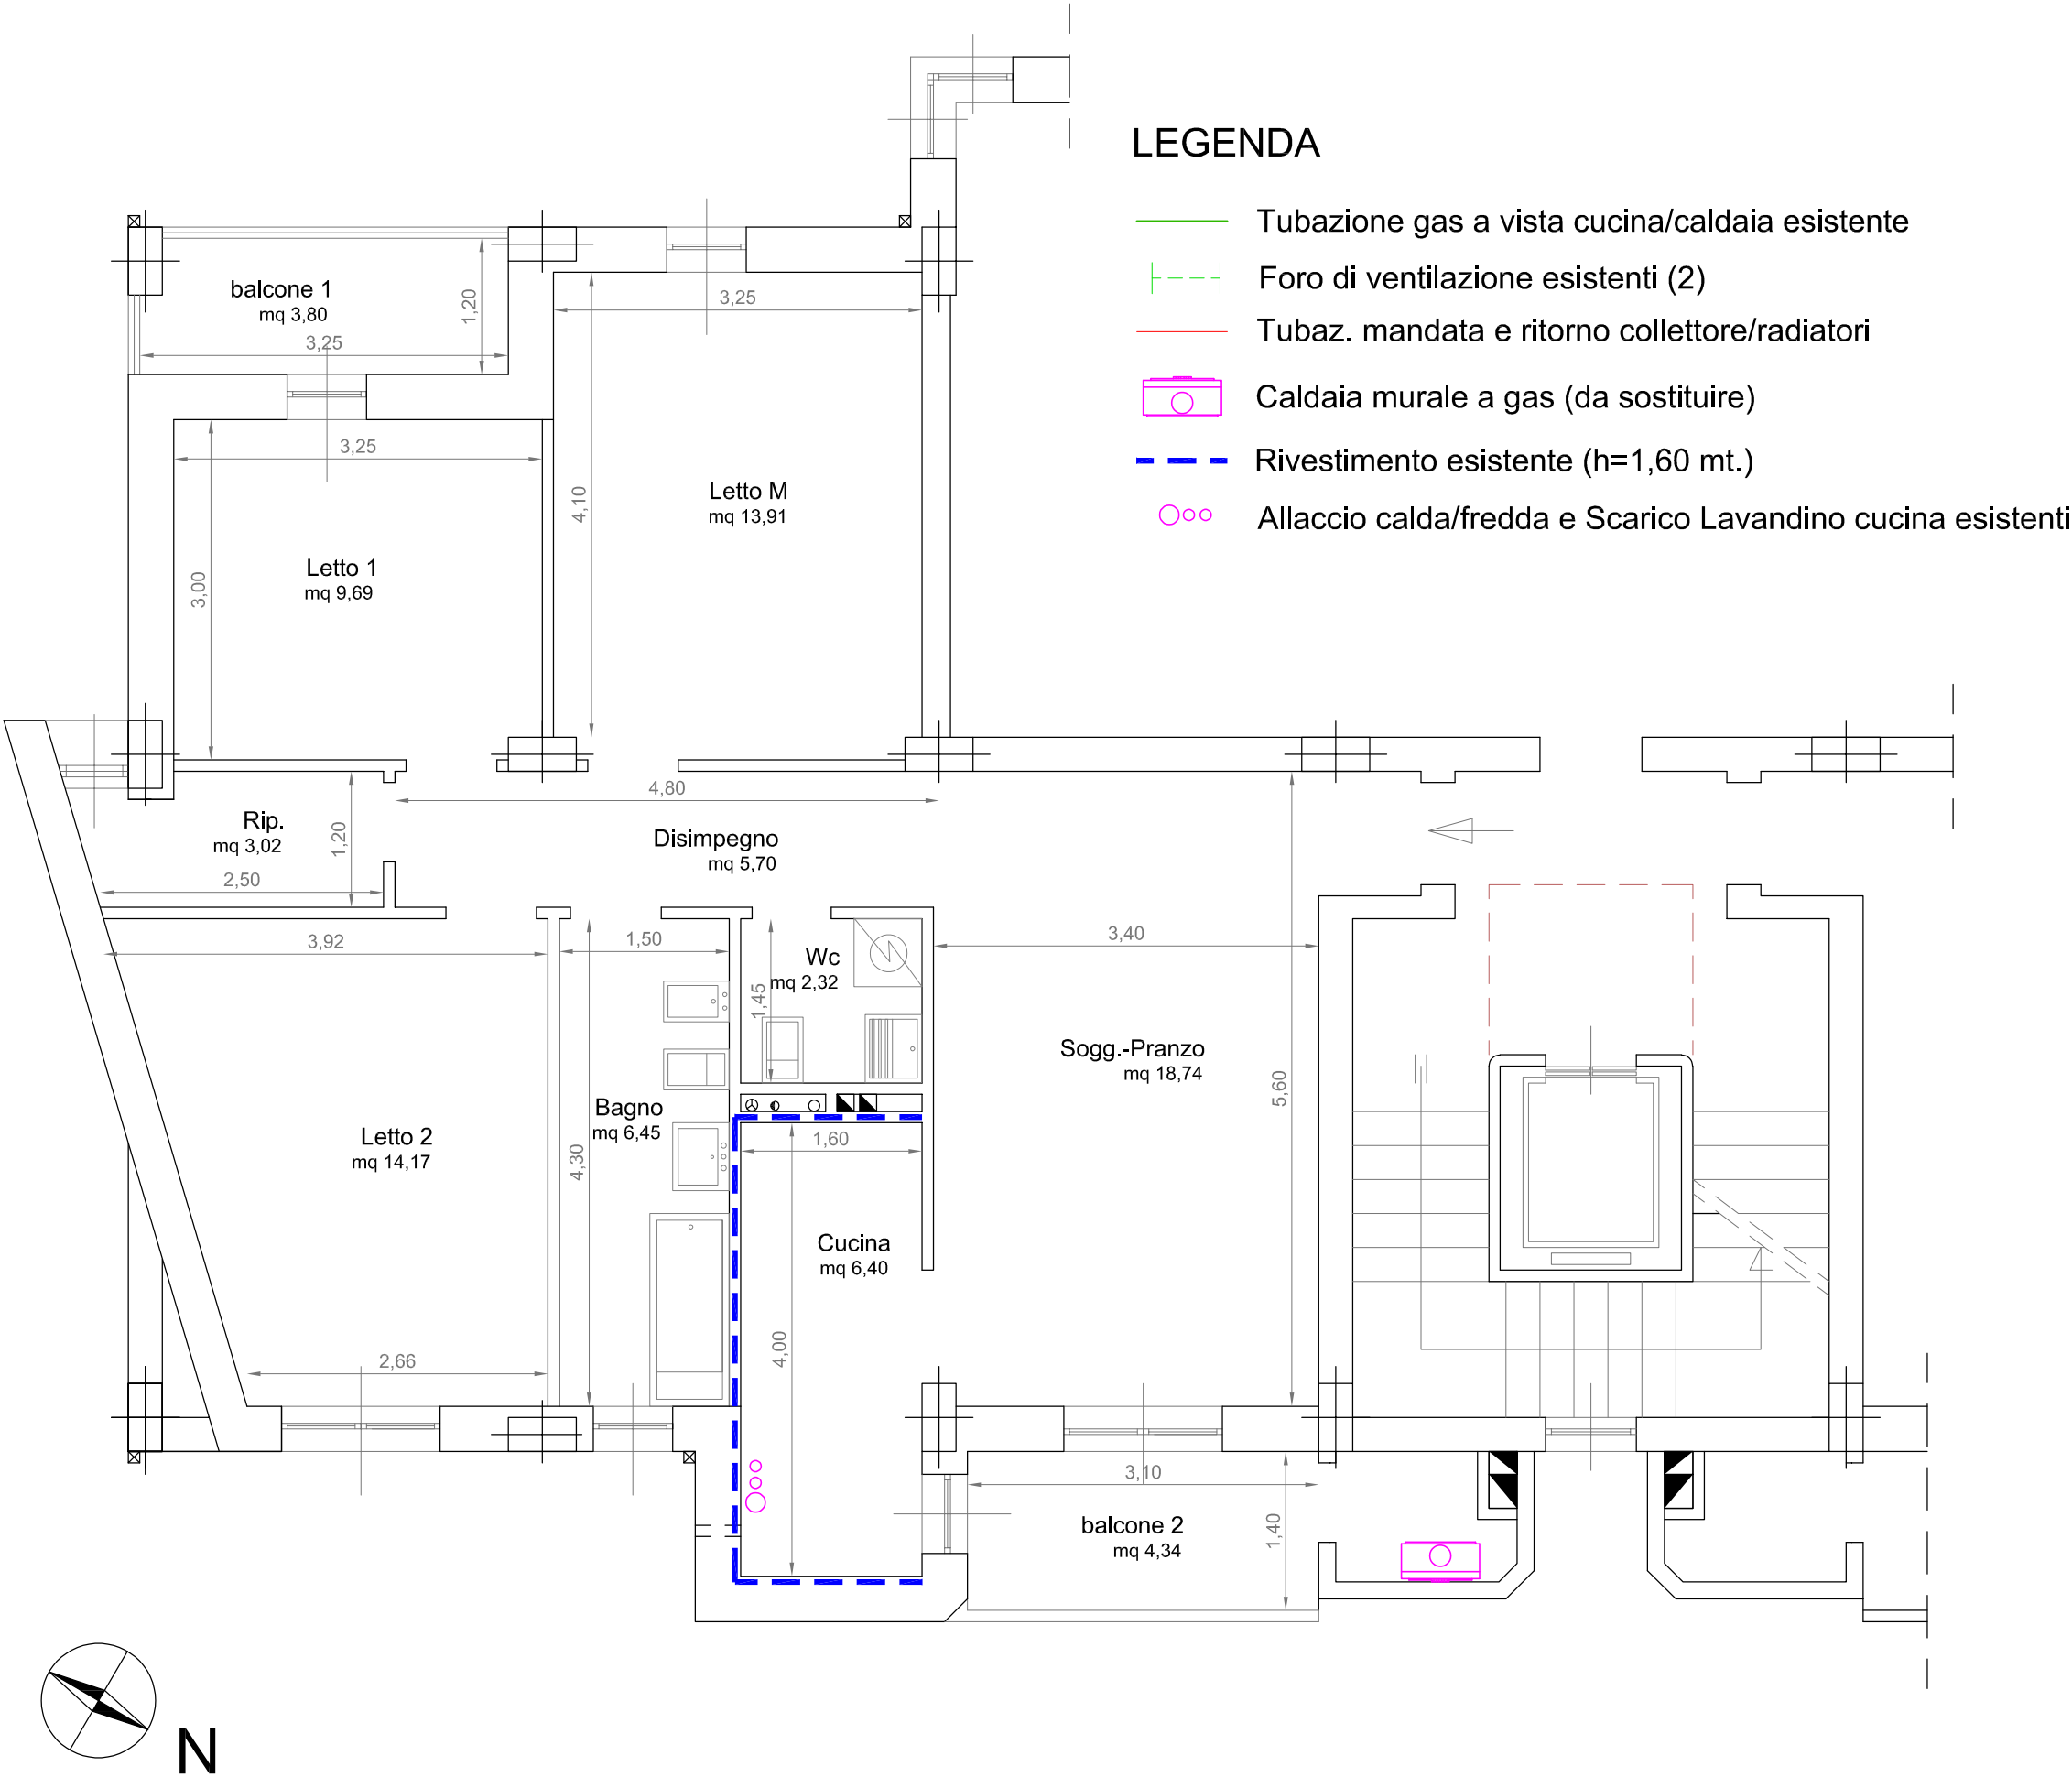 LEGENDA
Tubazione gas a vista cucina/caldaia esistente
Foro di ventilazione esistenti (2)
Tubaz. mandata e ritorno collettore/radiatori
Caldaia murale a gas (da sostituire)
Rivestimento esistente (h=1,60 mt.)
Allaccio calda/fredda e Scarico Lavandino cucina esistenti
balcone 1
mq 3,80
1,20
3,25
3,25
3,25
4,10
Letto M
mq 13,91
Letto 1
mq 9,69
3,00
4,80
Rip.
mq 3,02
1,20
2,50
Disimpegno
mq 5,70
3,92
1,50
3,40
Wc
mq 2,32
1,45
Sogg.-Pranzo
mq 18,74
5,60
Bagno
mq 6,45
4,30
Letto 2
mq 14,17
1,60
Cucina
mq 6,40
4,00
2,66
3,10
balcone 2
mq 4,34
1,40
N